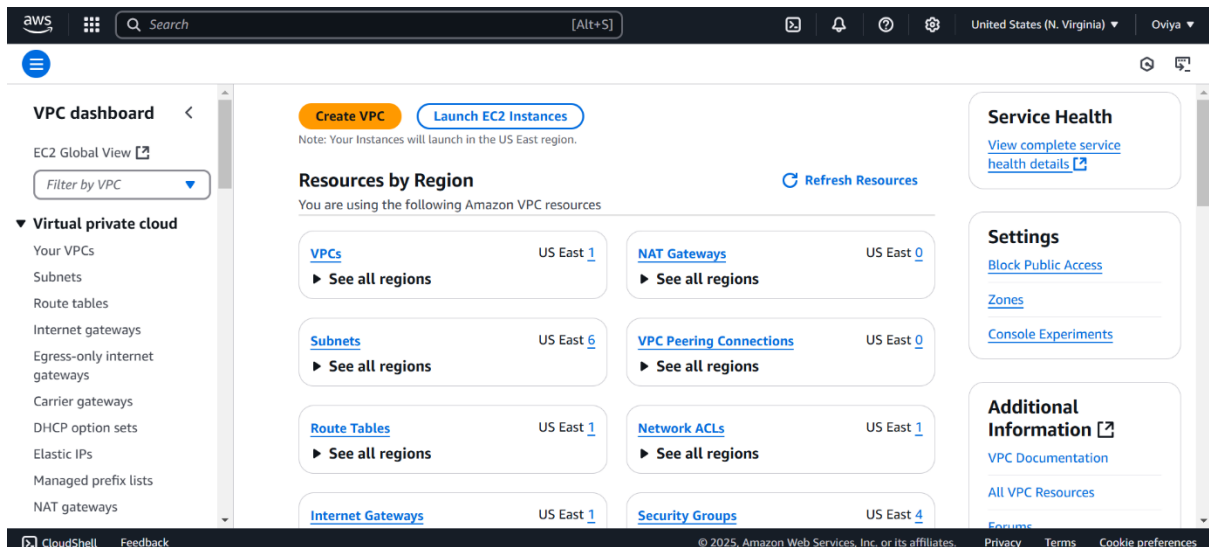 aws
Search
[Alt+S]
United States (N. Virginia)
Oviya
VPC dashboard
EC2 Global View
Filter by VPC
Virtual private cloud
Your VPCs
Subnets
Route tables
Internet gateways
Egress-only internet
gateways
Carrier gateways
DHCP option sets
Elastic IPs
Managed prefix lists
NAT gateways
Create VPC
Launch EC2 Instances
Note: Your Instances will launch in the US East region.
Resources by Region
Refresh Resources
You are using the following Amazon VPC resources
VPCs
US East 1
See all regions
NAT Gateways
US East 0
See all regions
Subnets
US East 6
See all regions
VPC Peering Connections
US East 0
See all regions
Route Tables
US East 1
See all regions
Network ACLs
US East 1
See all regions
Internet Gateways
US East 1
Security Groups
US East 4
Service Health
View complete service
health details
Settings
Block Public Access
Zones
Console Experiments
Additional
Information
VPC Documentation
All VPC Resources
Forums
CloudShell
Feedback
© 2025, Amazon Web Services, Inc. or its affiliates.
Privacy
Terms
Cookie preferences